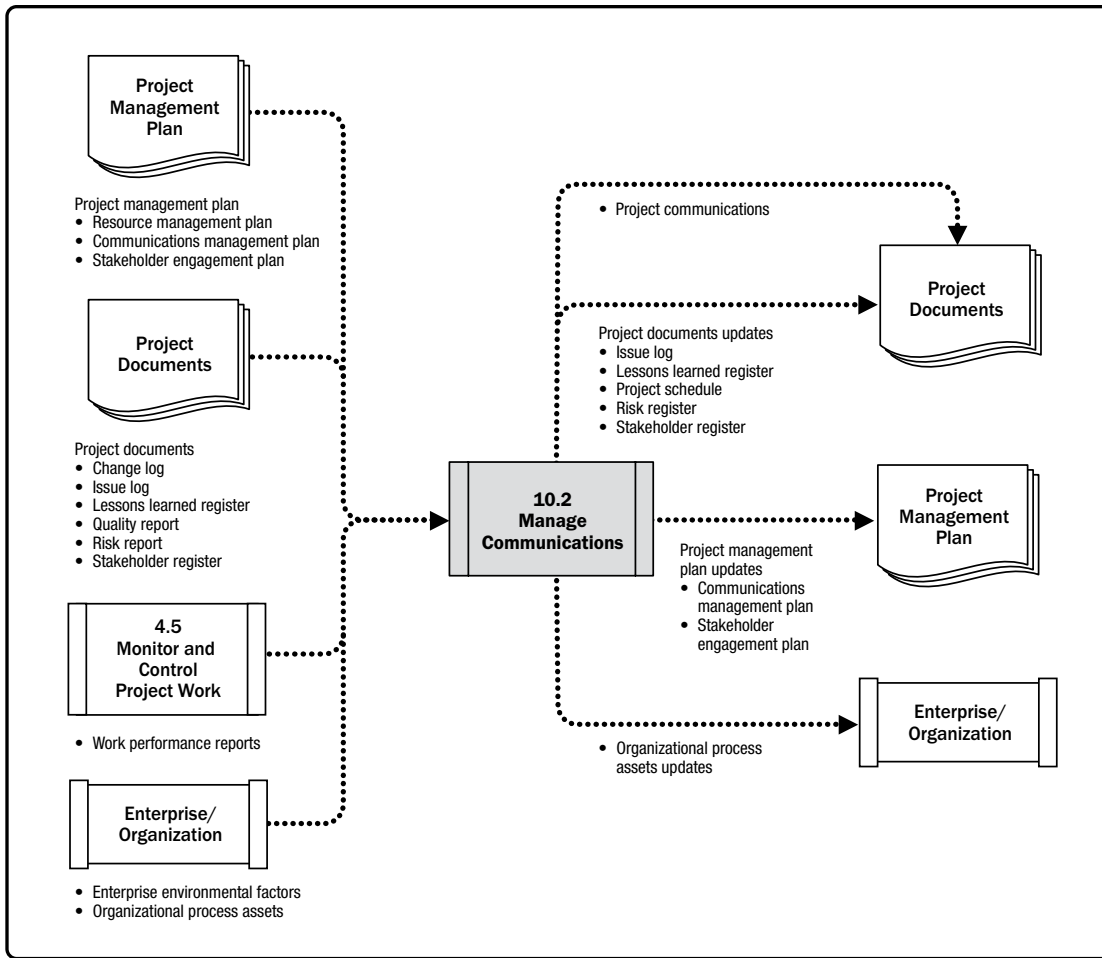 Project
Management
Plan
Project management plan
• Resource management plan
• Communications management plan
• Stakeholder engagement plan
Project
Documents
Project documents
• Change log
• Issue log
• Lessons learned register
• Quality report
• Risk report
• Stakeholder register
4.5
Monitor and
Control
Project Work
• Work performance reports
Enterprise/
Organization
• Enterprise environmental factors
• Organizational process assets
10.2
Manage
Communications
• Project communications
Project
Documents
Project documents updates
• Issue log
• Lessons learned register
• Project schedule
• Risk register
• Stakeholder register
Project
Management
Plan
Project management
plan updates
• Communications
management plan
• Stakeholder
engagement plan
Enterprise/
Organization
• Organizational process
assets updates